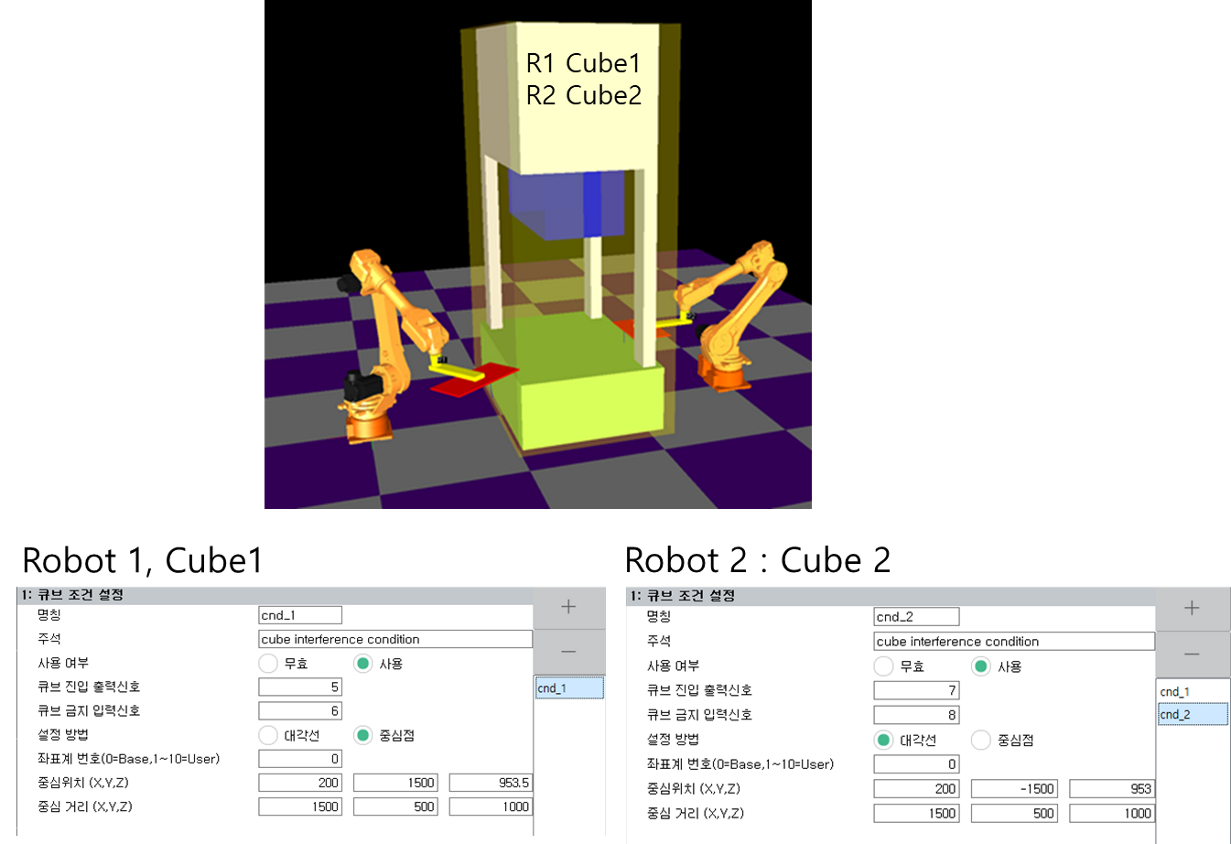 R1 Cube1
R2 Cube2
Robot 1, Cube1
1: 큐브 조건 설정
명칭 cnd_1
주석 cube interference condition
사용 여부 무효 사용
큐브 진입 출력신호 5
큐브 금지 입력신호 6
설정 방법 대각선 중심점
좌표계 번호(0=Base,1~10=User) 0
중심위치 (X,Y,Z) 200 1500 953.5
중심 거리 (X,Y,Z) 1500 500 1000
+
—
cnd_1
Robot 2 : Cube 2
1: 큐브 조건 설정
명칭 cnd_2
주석 cube interference condition
사용 여부 무효 사용
큐브 진입 출력신호 7
큐브 금지 입력신호 8
설정 방법 대각선 중심점
좌표계 번호(0=Base,1~10=User) 0
중심위치 (X,Y,Z) 200 -1500 953
중심 거리 (X,Y,Z) 1500 500 1000
+
—
cnd_1
cnd_2